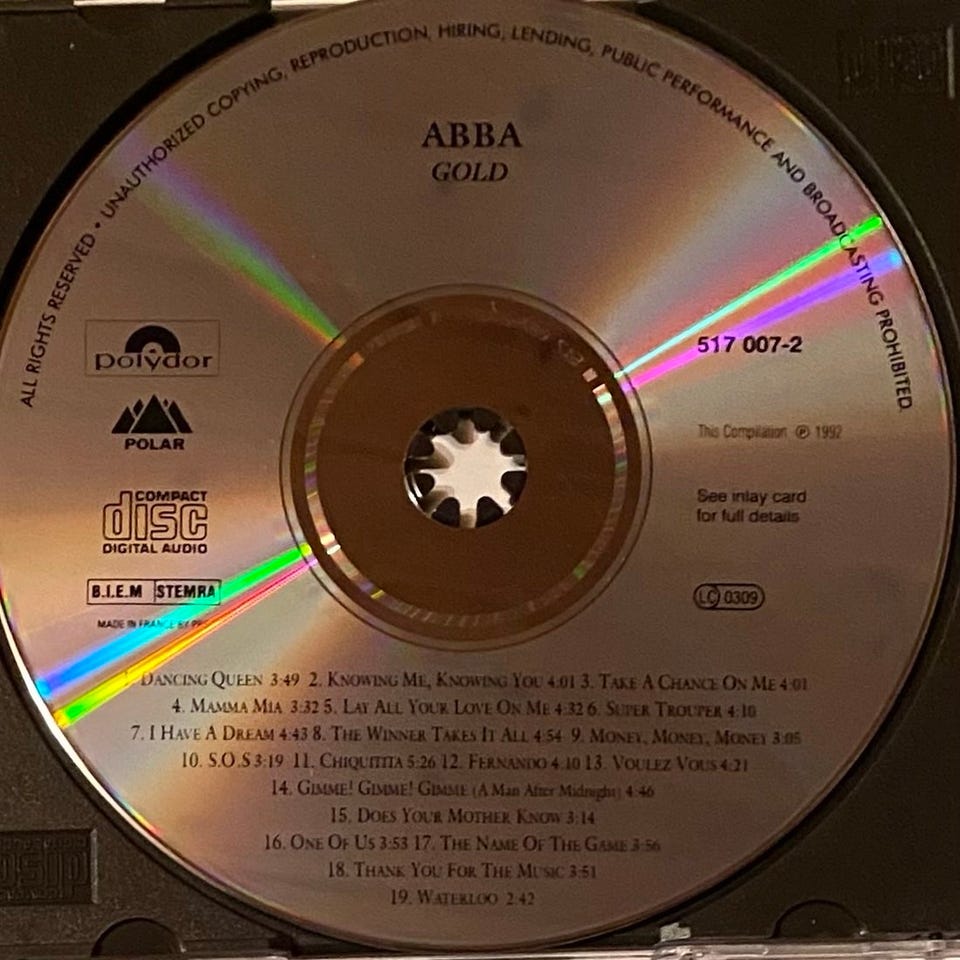 ALL RIGHTS RESERVED • UNAUTHORIZED COPYING, REPRODUCTION, HIRING, LENDING, PUBLIC PERFORMANCE AND BROADCASTING PROHIBITED.
ABBA
GOLD
polydor
517 007-2
POLAR
This Compilation ℗ 1992
COMPACT
disc
DIGITAL AUDIO
See inlay card
for full details
B.I.E.M STEMRA
LC 0309
MADE IN FRANCE BY
1. DANCING QUEEN 3:49 2. KNOWING ME, KNOWING YOU 4:01 3. TAKE A CHANCE ON ME 4:01
4. MAMMA MIA 3:32 5. LAY ALL YOUR LOVE ON ME 4:32 6. SUPER TROUPER 4:10
7. I HAVE A DREAM 4:43 8. THE WINNER TAKES IT ALL 4:54 9. MONEY, MONEY, MONEY 3:05
10. S.O.S 3:19 11. CHIQUITITA 5:26 12. FERNANDO 4:10 13. VOULEZ VOUS 4:21
14. GIMME! GIMME! GIMME (A Man After Midnight) 4:46
15. DOES YOUR MOTHER KNOW 3:14
16. ONE OF US 3:53 17. THE NAME OF THE GAME 3:56
18. THANK YOU FOR THE MUSIC 3:51
19. WATERLOO 2:42